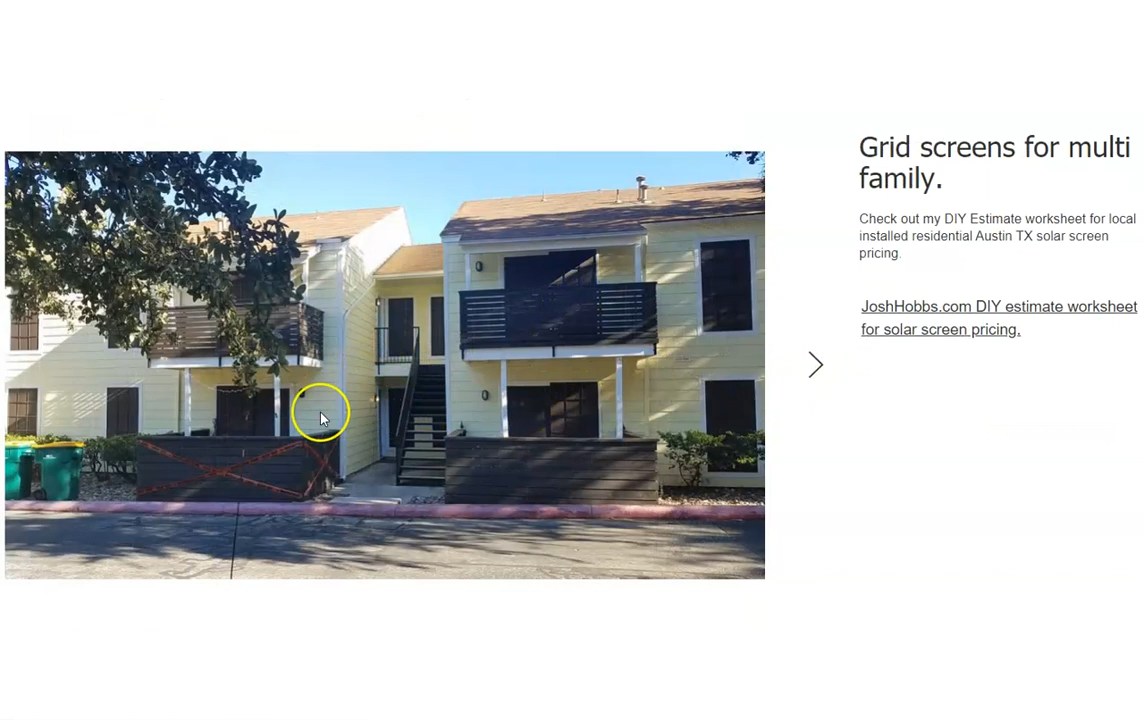 Grid screens for multi
family.
Check out my DIY Estimate worksheet for local
installed residential Austin TX solar screen
pricing.
JoshHobbs.com DIY estimate worksheet
for solar screen pricing.